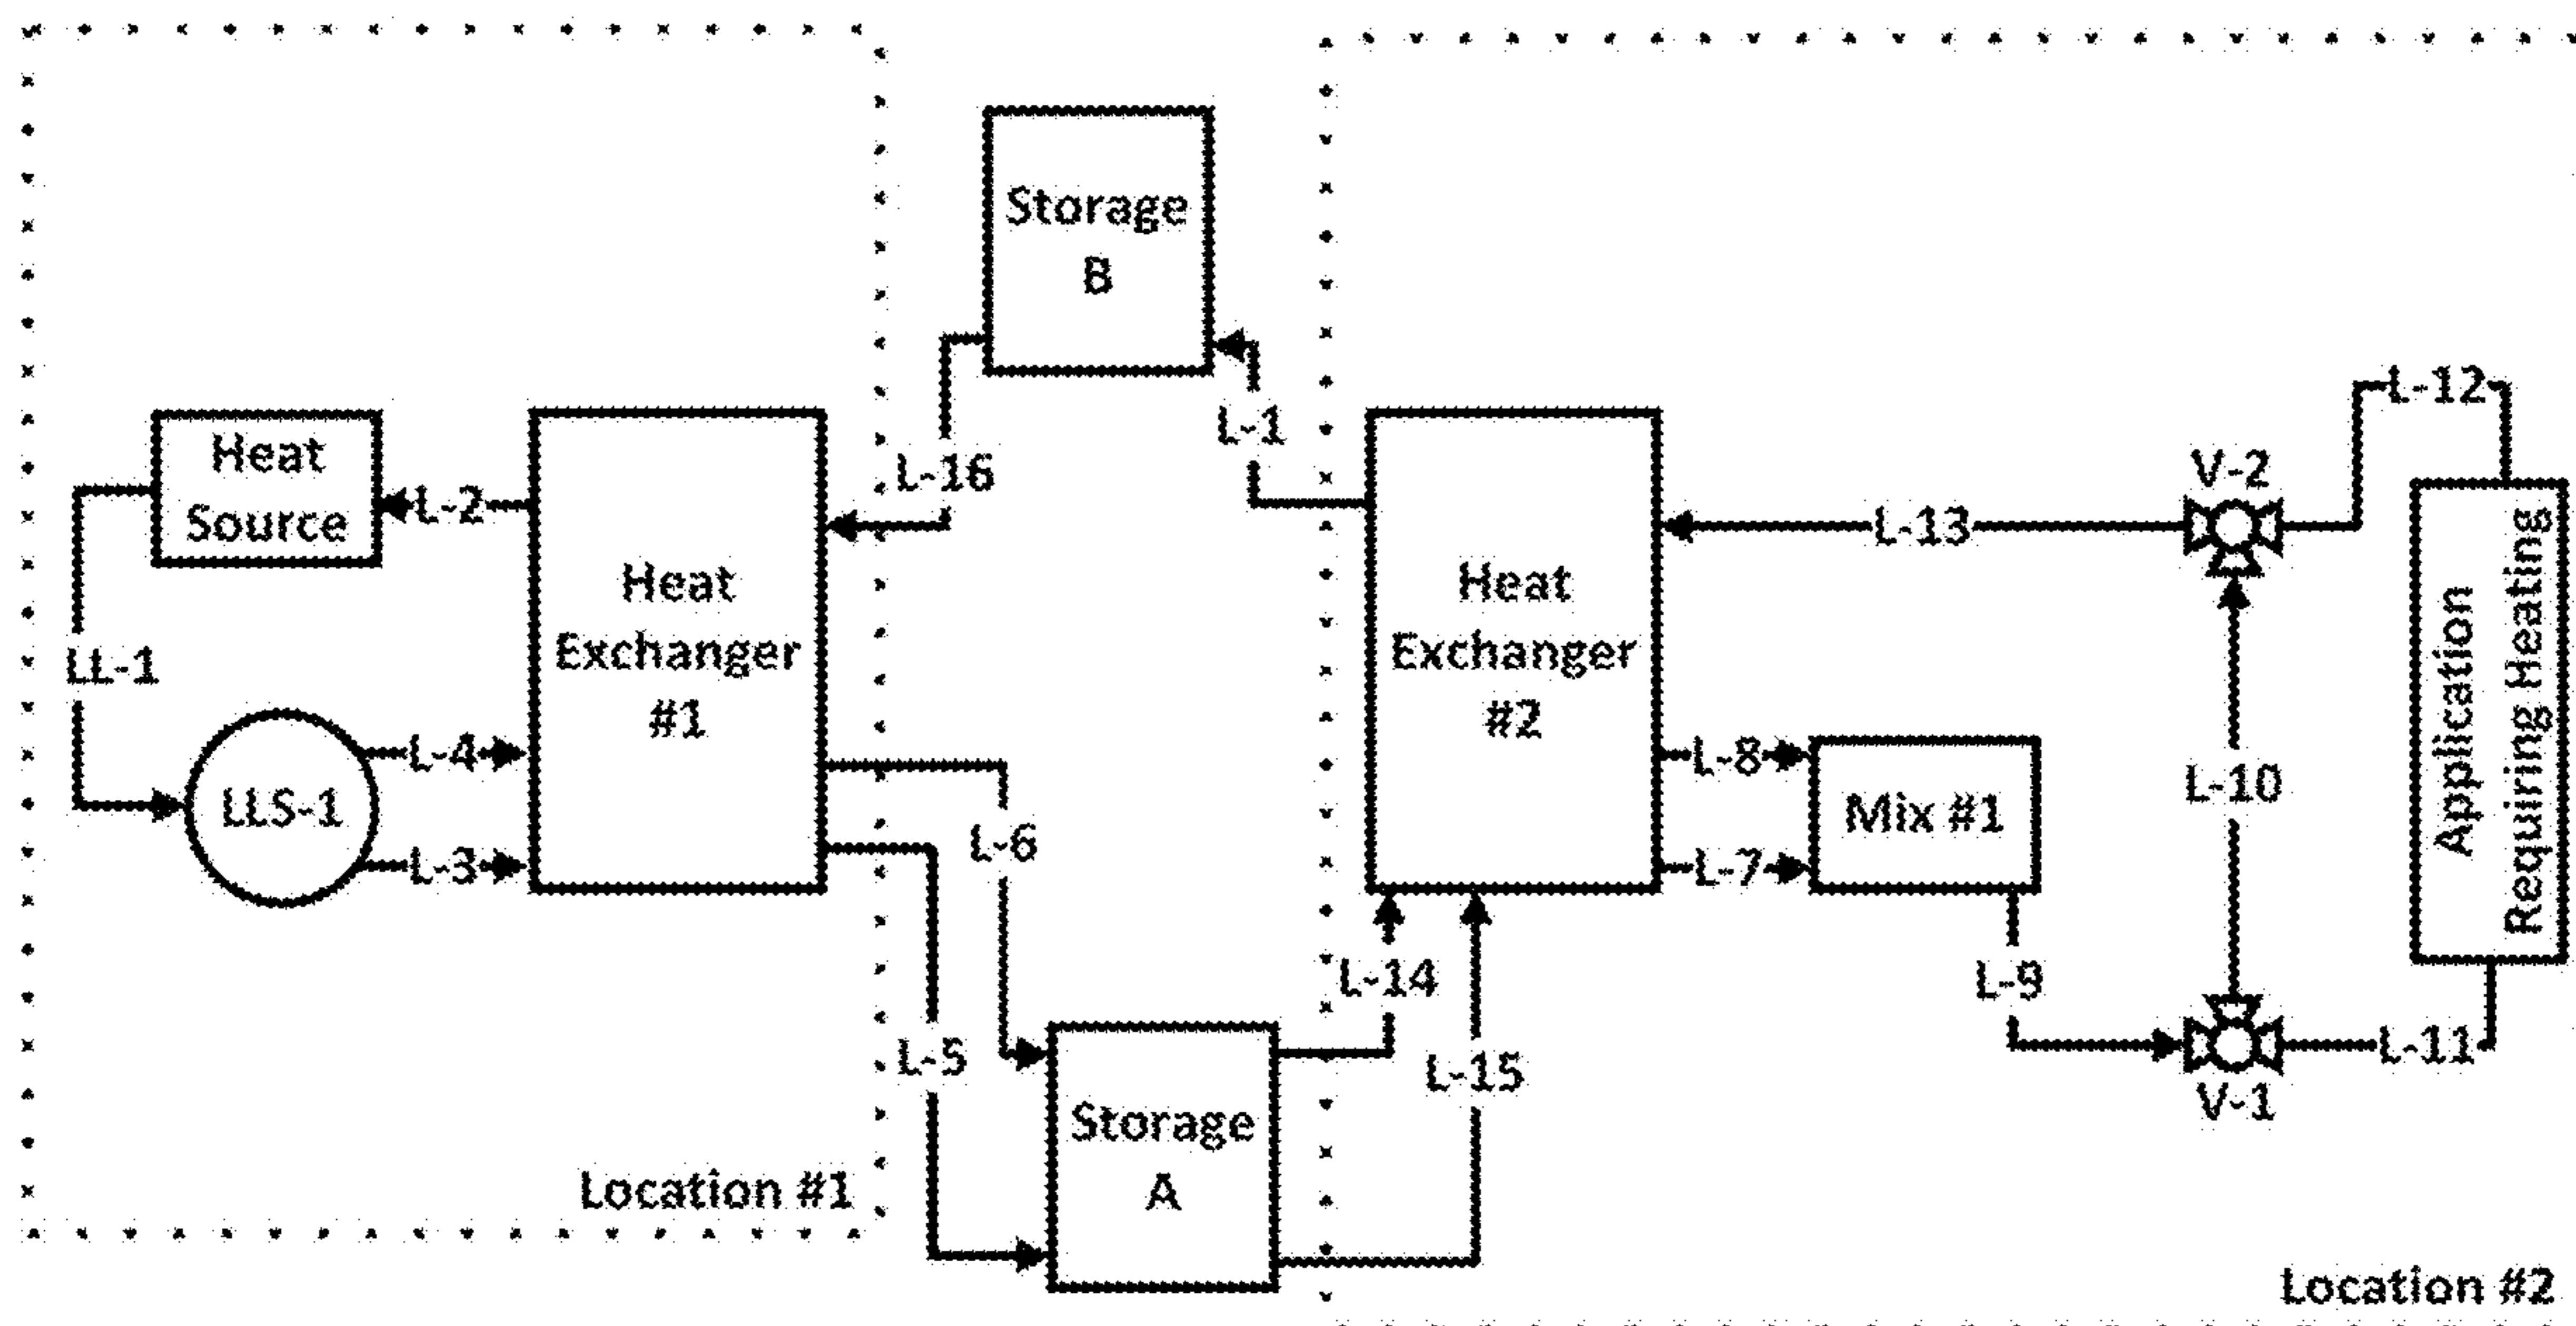 Storage
B
L-12
L-1
V-2
L-16
Heat
Source
L-2
L-13
Heat
Exchanger
#1
Heat
Exchanger
#2
Application
Requiring Heating
LL-1
L-4
L-8
L-10
LLS-1
Mix #1
L-6
L-3
L-7
L-14
L-9
L-5
L-15
L-11
V-1
Storage
A
Location #1
Location #2